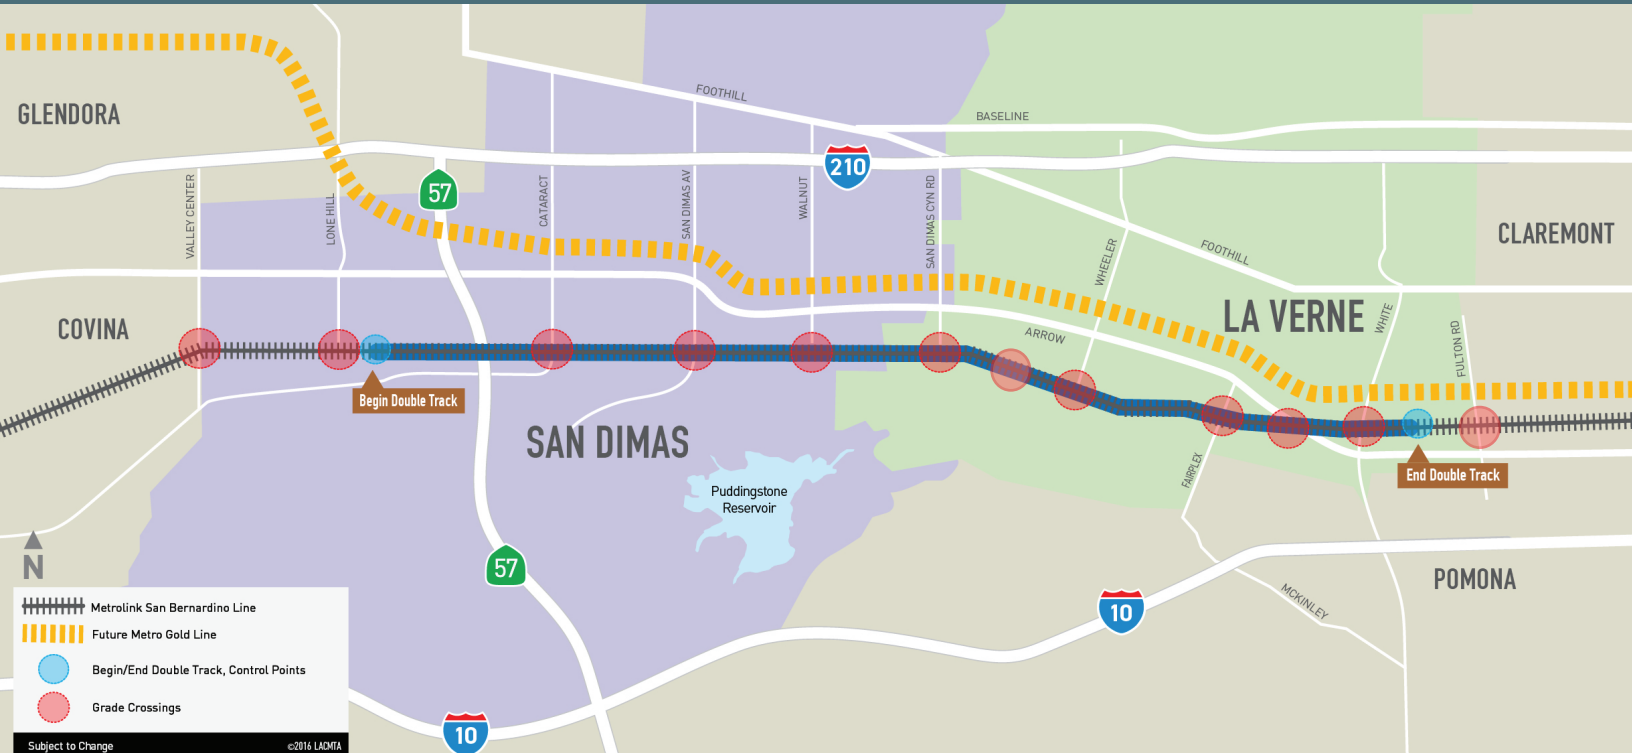 FOOTHILL
BASELINE
GLENDORA
210
57
VALLEY CENTER
LONE HILL
CATARACT
SAN DIMAS AV
WALNUT
SAN DIMAS CYN RD
WHEELER
FOOTHILL
CLAREMONT
COVINA
ARROW
LA VERNE
WHITE
FULTON RD
Begin Double Track
SAN DIMAS
FAIRPLEX
End Double Track
Puddingstone
Reservoir
N
57
POMONA
10
MCKINLEY
Metrolink San Bernardino Line
Future Metro Gold Line
Begin/End Double Track, Control Points
Grade Crossings
10
Subject to Change
©2016 LACMTA